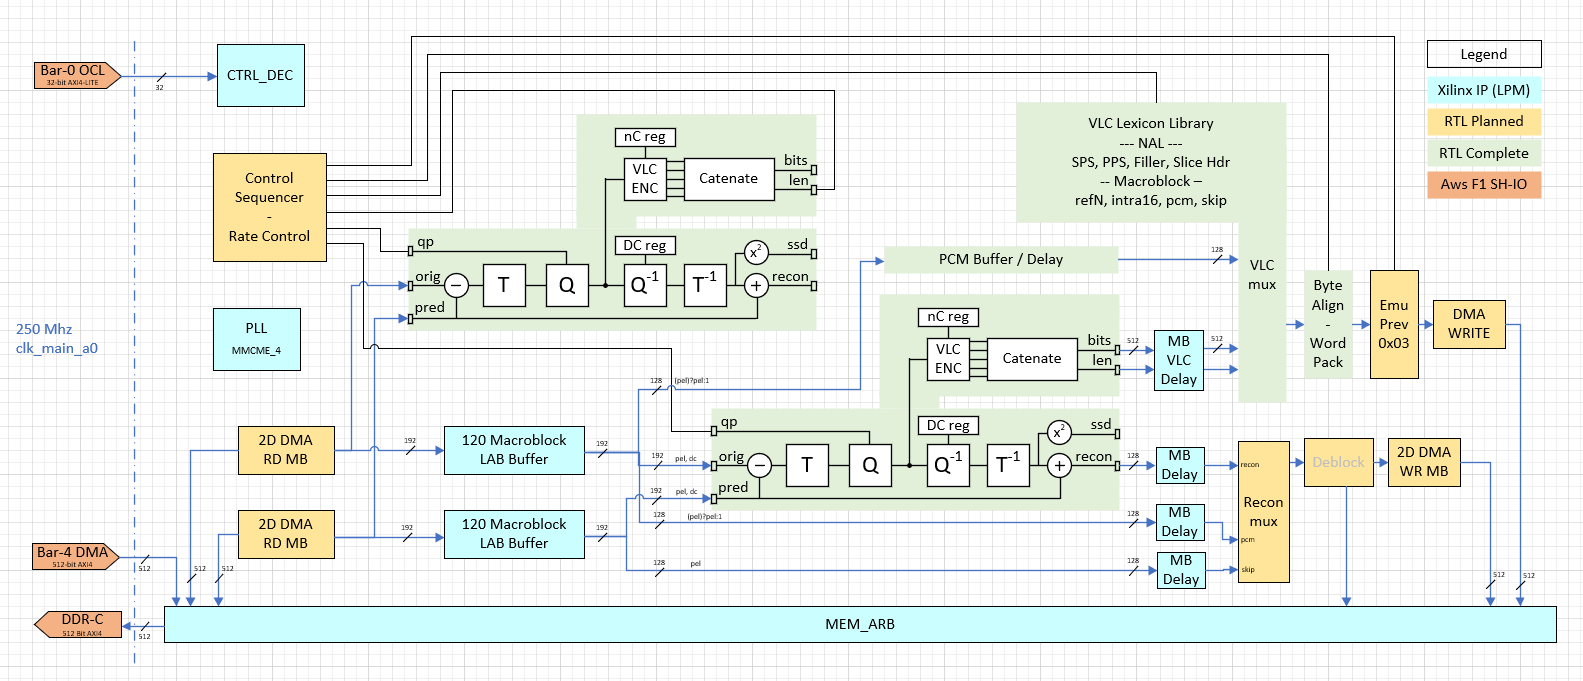 Bar-0 OCL
32-bit AXI4-LITE
32
CTRL_DEC
Legend
Xilinx IP (LPM)
RTL Planned
RTL Complete
Aws F1 SH-IO
Control
Sequencer
-
Rate Control
nC reg
VLC
ENC
Catenate
bits
len
VLC Lexicon Library
--- NAL ---
SPS, PPS, Filler, Slice Hdr
-- Macroblock –
refN, intra16, pcm, skip
qp
orig
pred
T
Q
DC reg
Q-1
T-1
x2
ssd
recon
−
+
PCM Buffer / Delay
128
VLC
mux
250 Mhz
clk_main_a0
PLL
MMCME_4
nC reg
VLC
ENC
Catenate
bits
len
512
MB
VLC
Delay
512
Byte
Align
-
Word
Pack
Emu
Prev
0x03
DMA
WRITE
128
(pel)?pel:1
qp
orig
pred
−
T
Q
DC reg
Q-1
T-1
x2
+
ssd
recon
2D DMA
RD MB
192
120 Macroblock
LAB Buffer
192
192
pel, dc
192
pel, dc
128
MB
Delay
recon
Recon
mux
pcm
skip
Deblock
2D DMA
WR MB
2D DMA
RD MB
192
120 Macroblock
LAB Buffer
192
128
(pel)?pel:1
128
MB
Delay
128
pel
128
MB
Delay
Bar-4 DMA
512-bit AXI4
512
512
512
512
512
DDR-C
512 Bit AXI4
512
MEM_ARB